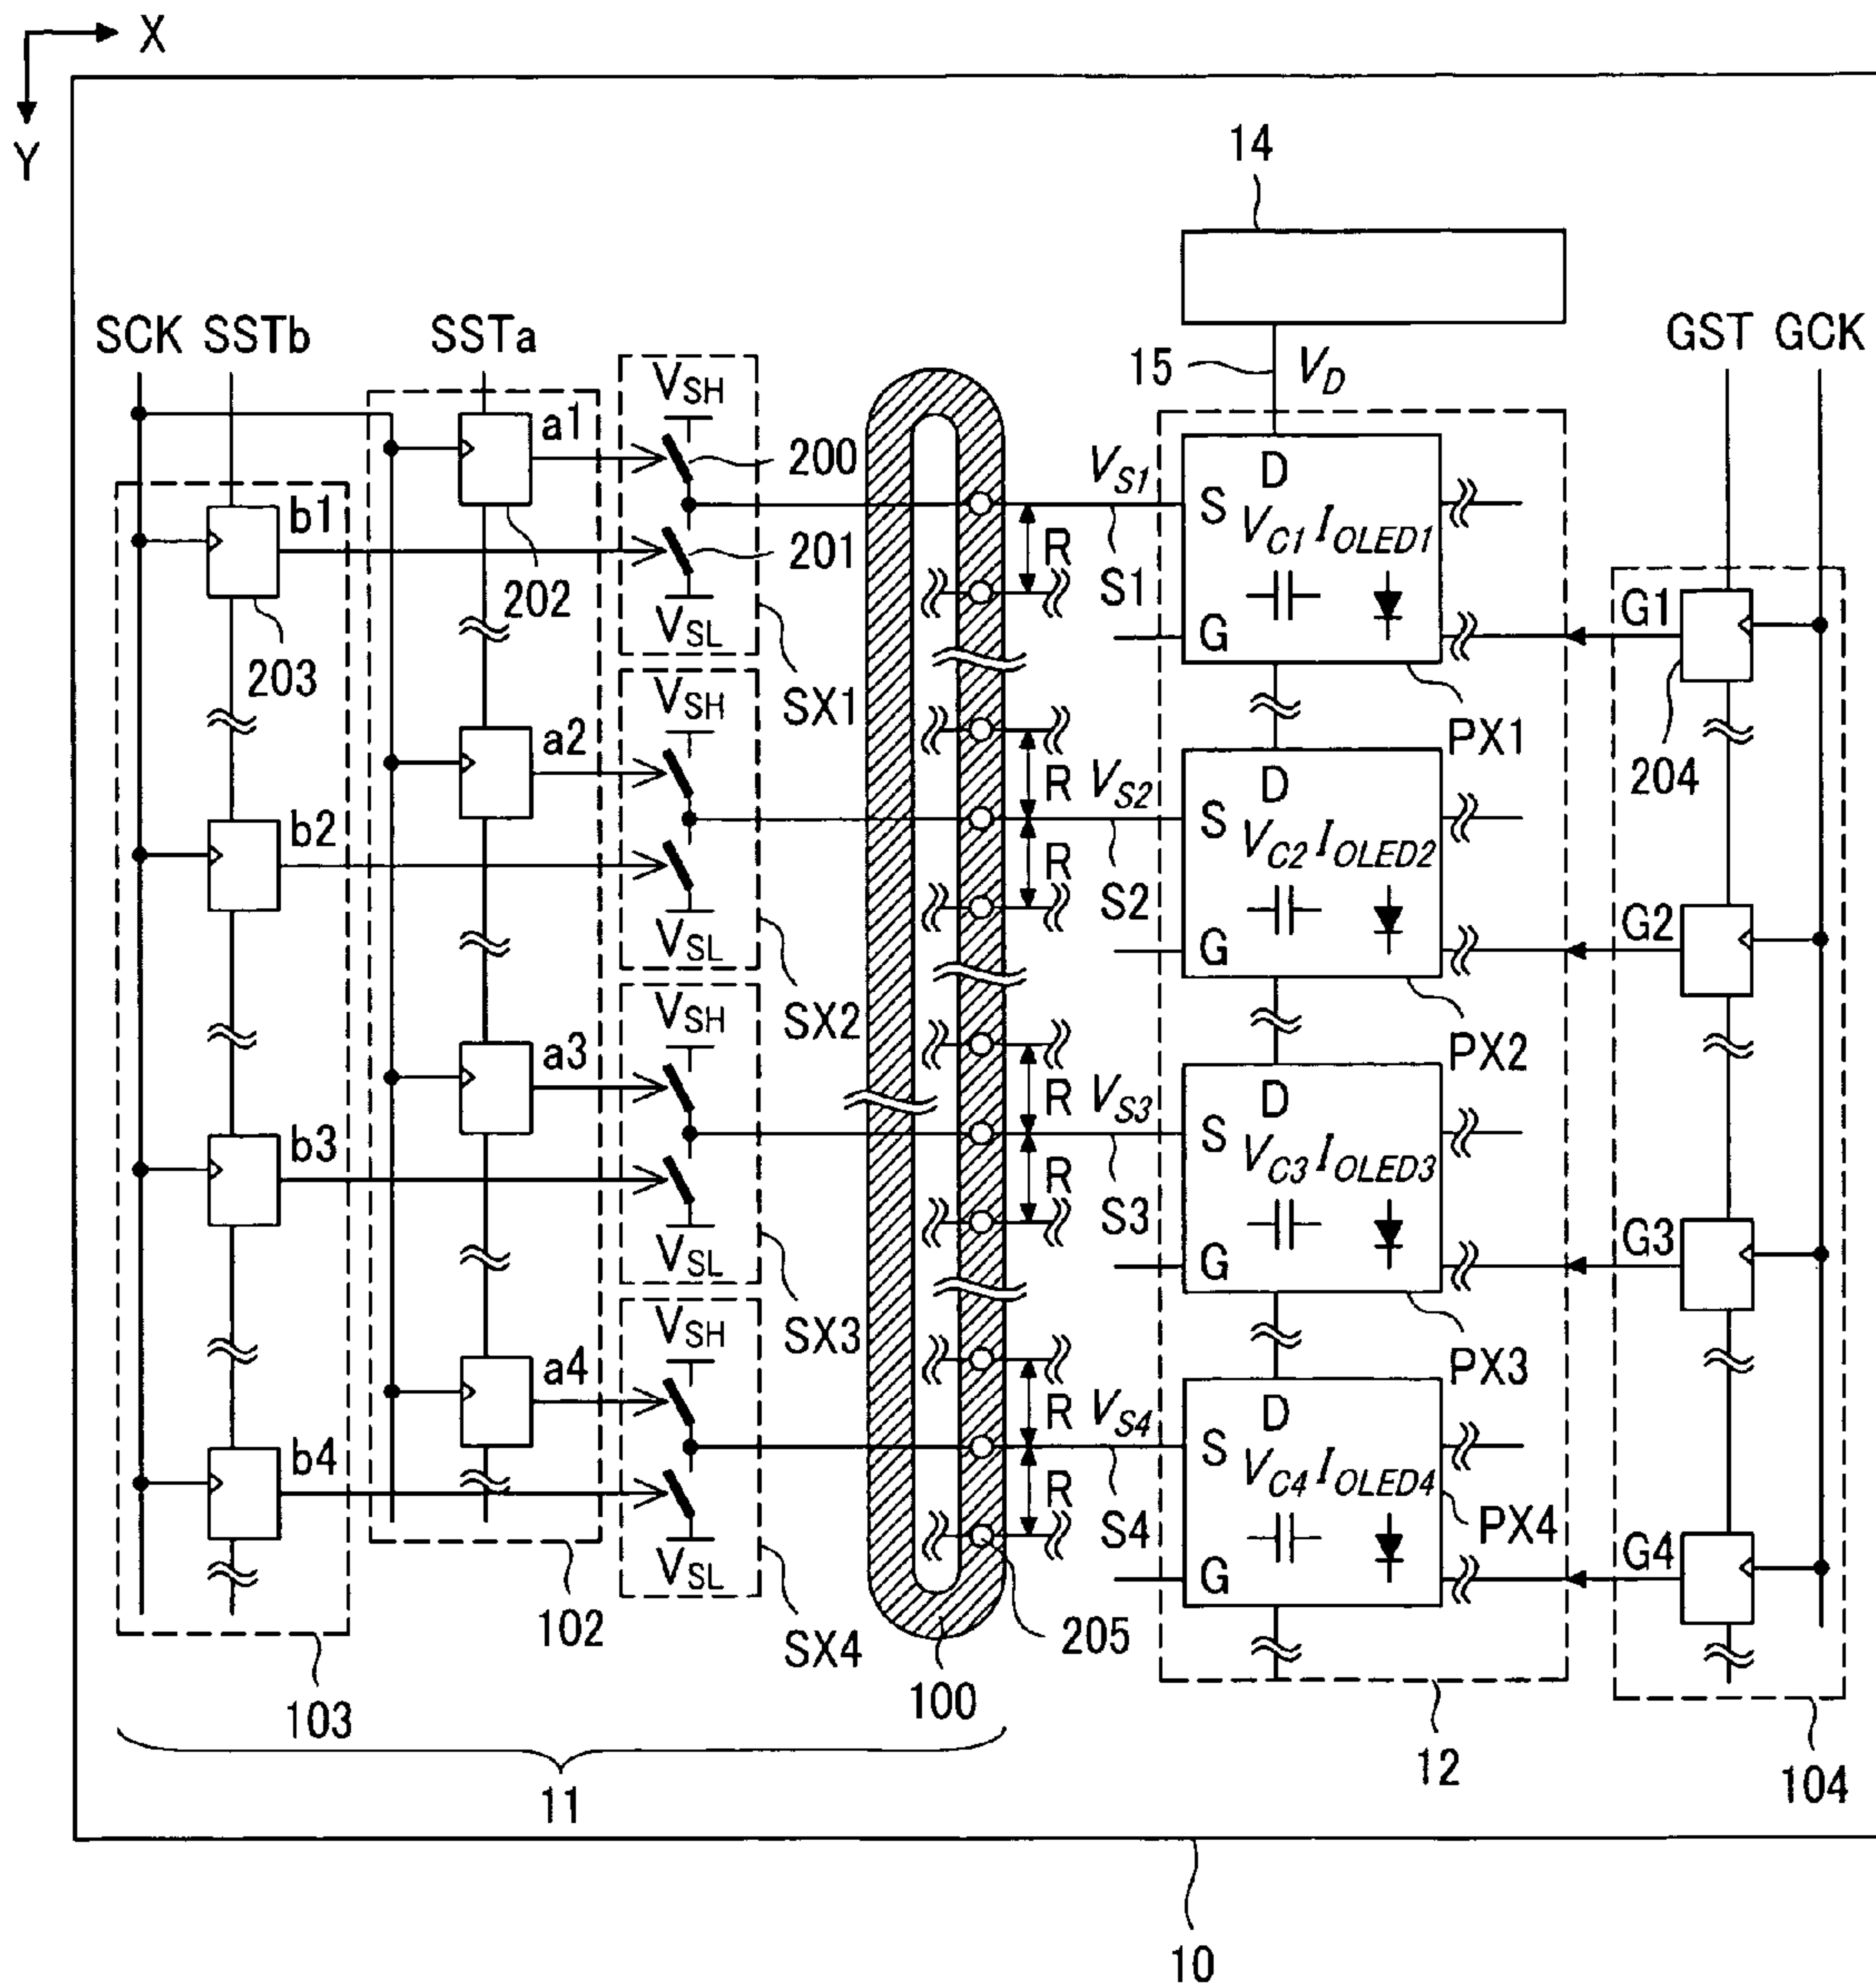 X
Y
14
SCK SSTb SSTa GST GCK
15 V_D
V_SH
a1
200
V_S1
D
S
b1
V_C1 I_OLED1
201
R
202
S1
G1
V_SL
G
203
204
SX1
PX1
V_SH
a2
R
V_S2
D
S
b2
V_C2 I_OLED2
R
S2
G2
V_SL
G
SX2
PX2
V_SH
a3
R
V_S3
D
S
b3
V_C3 I_OLED3
R
S3
G3
V_SL
G
SX3
PX3
V_SH
a4
R
V_S4
D
S
b4
V_C4 I_OLED4
R
S4
PX4
G4
V_SL
G
102
SX4
205
100
103
12
104
11
10